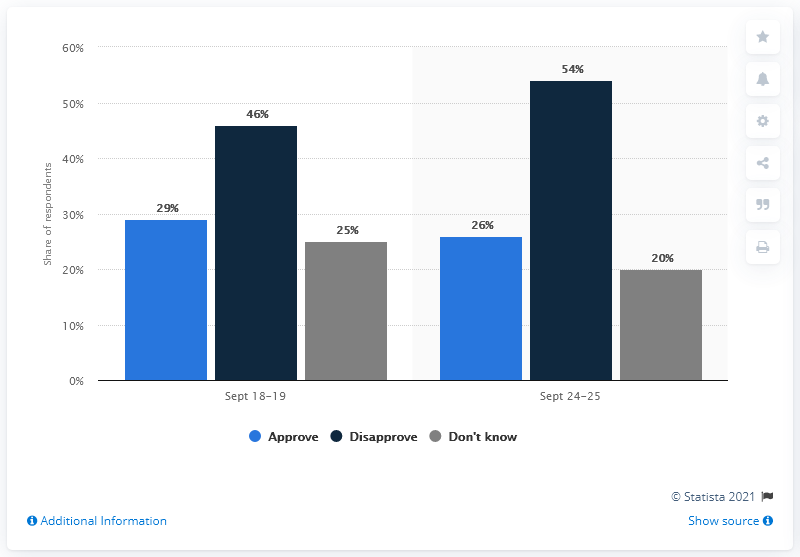 60%
50%
40%
30%
20%
10%
0%
Share of respondents
29%
46%
25%
26%
54%
20%
Sept 18-19
Sept 24-25
Approve Disapprove Don't know
© Statista 2021
Additional Information
Show source